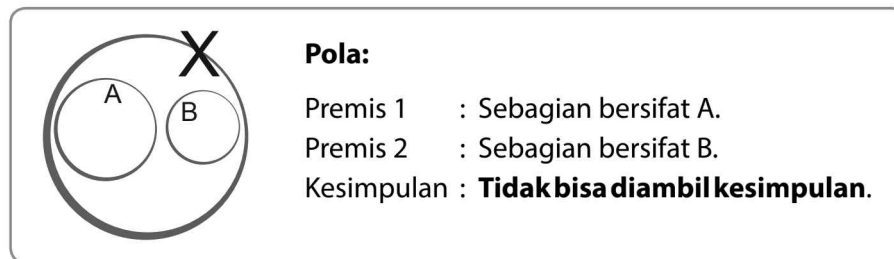 X
A
B
Pola:
Premis 1 : Sebagian bersifat A.
Premis 2 : Sebagian bersifat B.
Kesimpulan : Tidak bisa diambil kesimpulan.